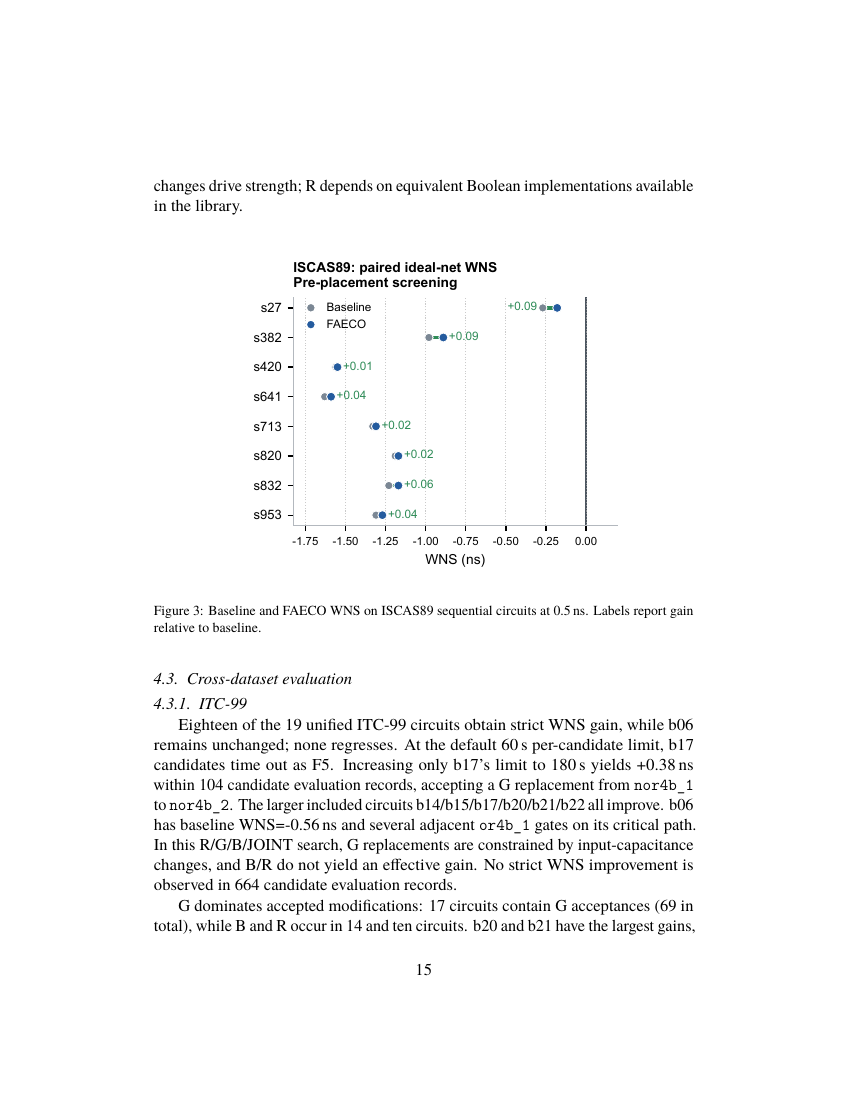 changes drive strength; R depends on equivalent Boolean implementations available
in the library.
ISCAS89: paired ideal-net WNS
Pre-placement screening
s27
Baseline
+0.09
FAECO
s382
+0.09
s420
+0.01
s641
+0.04
s713
+0.02
s820
+0.02
s832
+0.06
s953
+0.04
-1.75 -1.50 -1.25 -1.00 -0.75 -0.50 -0.25 0.00
WNS (ns)
Figure 3: Baseline and FAECO WNS on ISCAS89 sequential circuits at 0.5 ns. Labels report gain
relative to baseline.
4.3. Cross-dataset evaluation
4.3.1. ITC-99
Eighteen of the 19 unified ITC-99 circuits obtain strict WNS gain, while b06
remains unchanged; none regresses. At the default 60 s per-candidate limit, b17
candidates time out as F5. Increasing only b17's limit to 180 s yields +0.38 ns
within 104 candidate evaluation records, accepting a G replacement from nor4b_1
to nor4b_2. The larger included circuits b14/b15/b17/b20/b21/b22 all improve. b06
has baseline WNS=-0.56 ns and several adjacent or4b_1 gates on its critical path.
In this R/G/B/JOINT search, G replacements are constrained by input-capacitance
changes, and B/R do not yield an effective gain. No strict WNS improvement is
observed in 664 candidate evaluation records.
G dominates accepted modifications: 17 circuits contain G acceptances (69 in
total), while B and R occur in 14 and ten circuits. b20 and b21 have the largest gains,
15